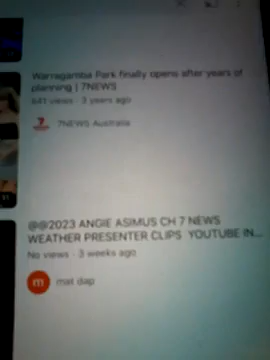 Warragamba Park finally opens after years of
planning | 7NEWS
641 views · 3 years ago
7NEWS Australia
@@2023 ANGIE ASIMUS CH 7 NEWS
WEATHER PRESENTER CLIPS YOUTUBE IN...
No views · 3 weeks ago
m
mat dap